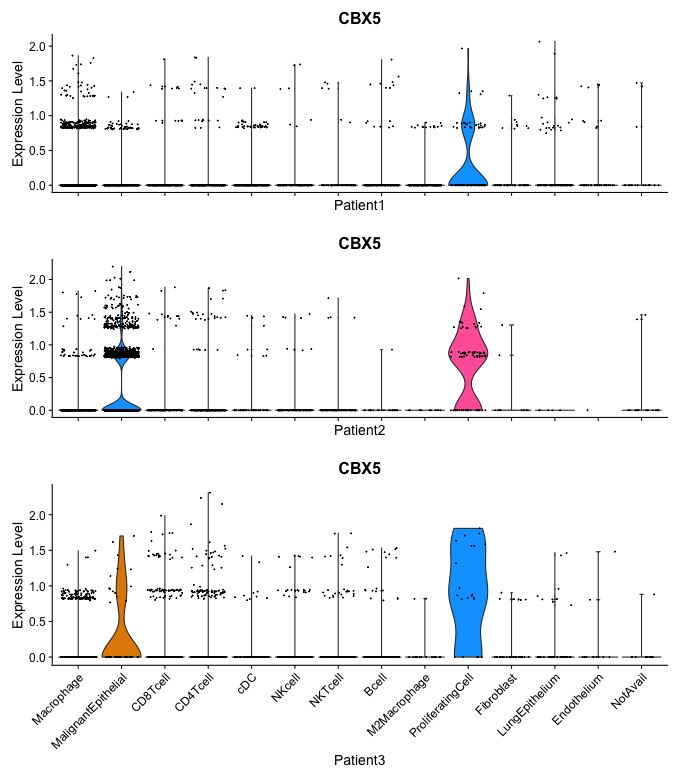 CBX5
Expression Level
2.0
1.5
1.0
0.5
0.0
Patient1
CBX5
Expression Level
2.0
1.5
1.0
0.5
0.0
Patient2
CBX5
Expression Level
2.0
1.5
1.0
0.5
0.0
Macrophage
MalignantEpithelial
CD8Tcell
CD4Tcell
cDC
NKcell
NKTcell
Bcell
M2Macrophage
ProliferatingCell
Fibroblast
LungEpithelium
Endothelium
NotAvail
Patient3